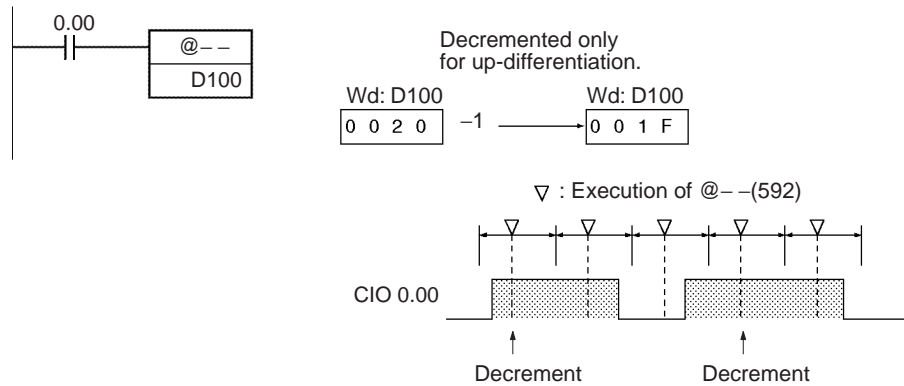 0.00
@– –
D100
Decremented only
for up-differentiation.
Wd: D100
Wd: D100
0 0 2 0
–1
0 0 1 F
: Execution of @– –(592)
CIO 0.00
Decrement
Decrement